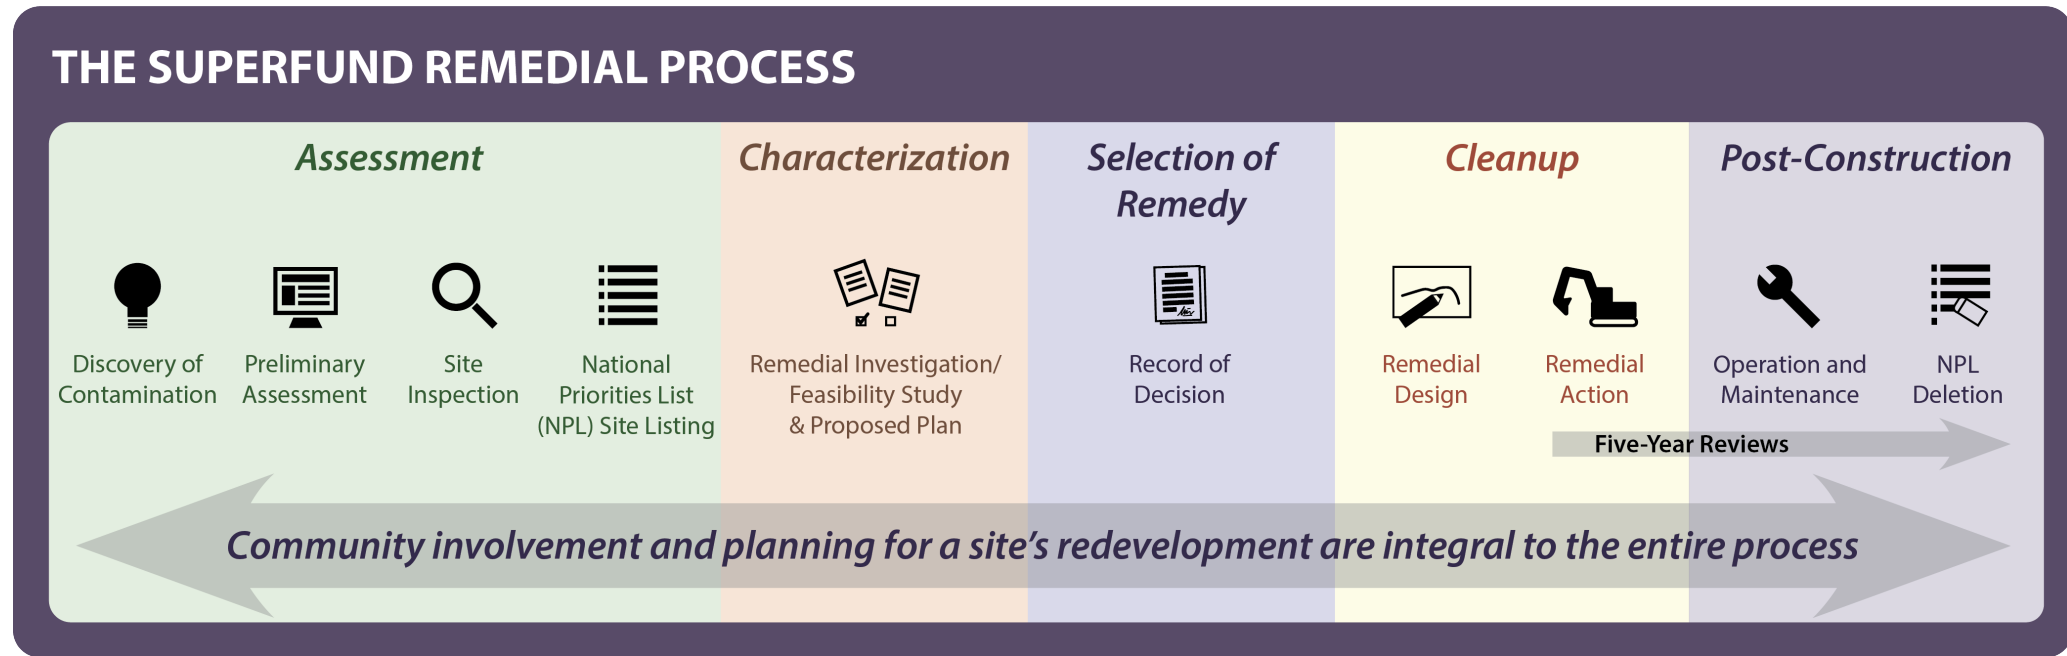 THE SUPERFUND REMEDIAL PROCESS
Assessment
Discovery of
Contamination
Preliminary
Assessment
Site
Inspection
National
Priorities List
(NPL) Site Listing
Characterization
Remedial Investigation/
Feasibility Study
& Proposed Plan
Selection of
Remedy
Record of
Decision
Cleanup
Remedial
Design
Remedial
Action
Post-Construction
Operation and
Maintenance
NPL
Deletion
Five-Year Reviews
Community involvement and planning for a site's redevelopment are integral to the entire process